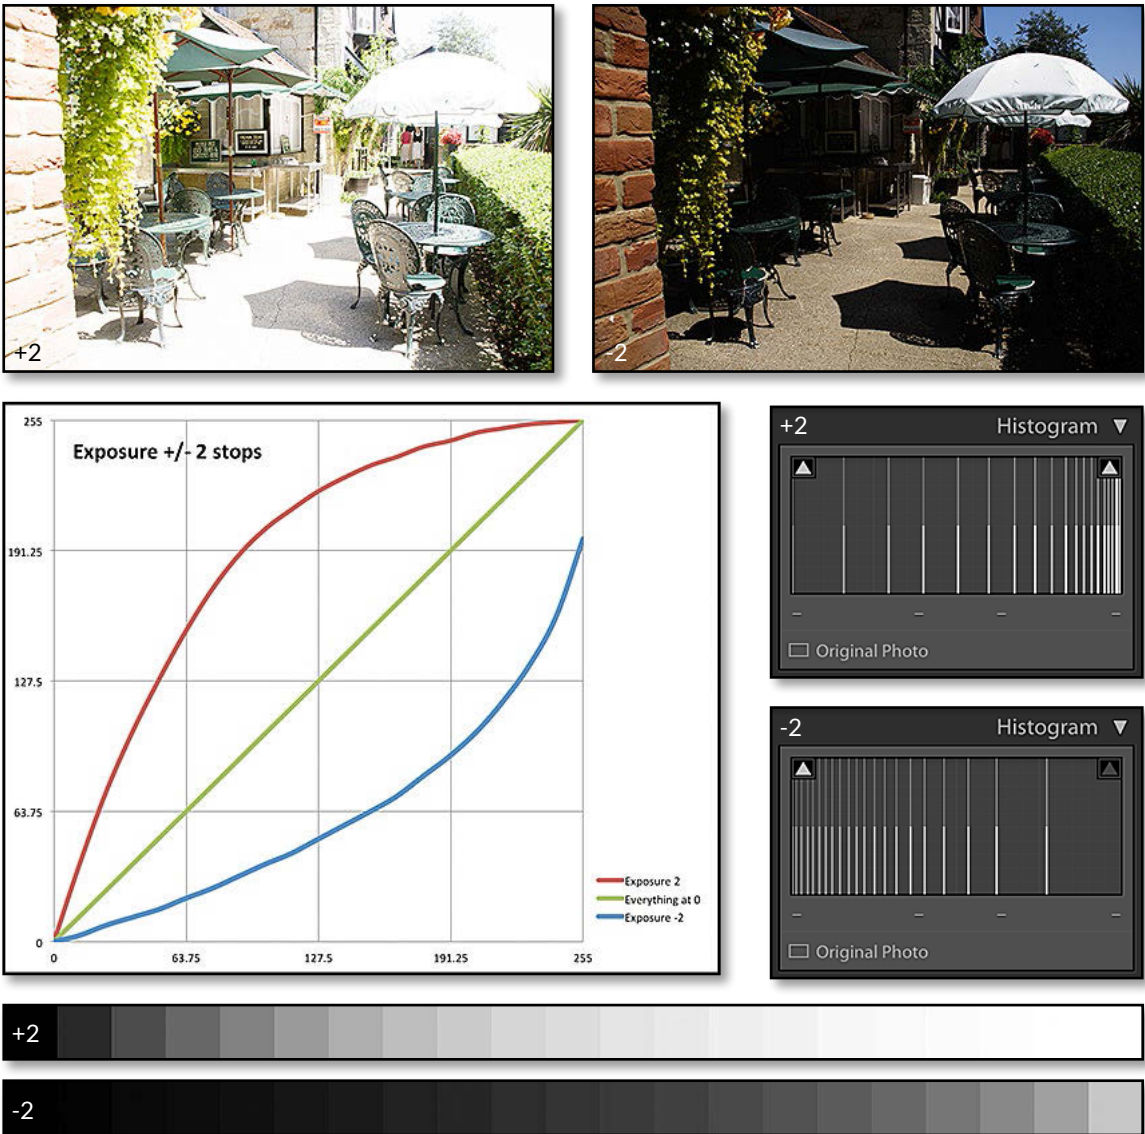 +2
-2
Exposure +/- 2 stops
255
191.25
127.5
63.75
0
0
63.75
127.5
191.25
255
Exposure 2
Everything at 0
Exposure -2
+2
Histogram
Original Photo
-2
Histogram
Original Photo
+2
-2